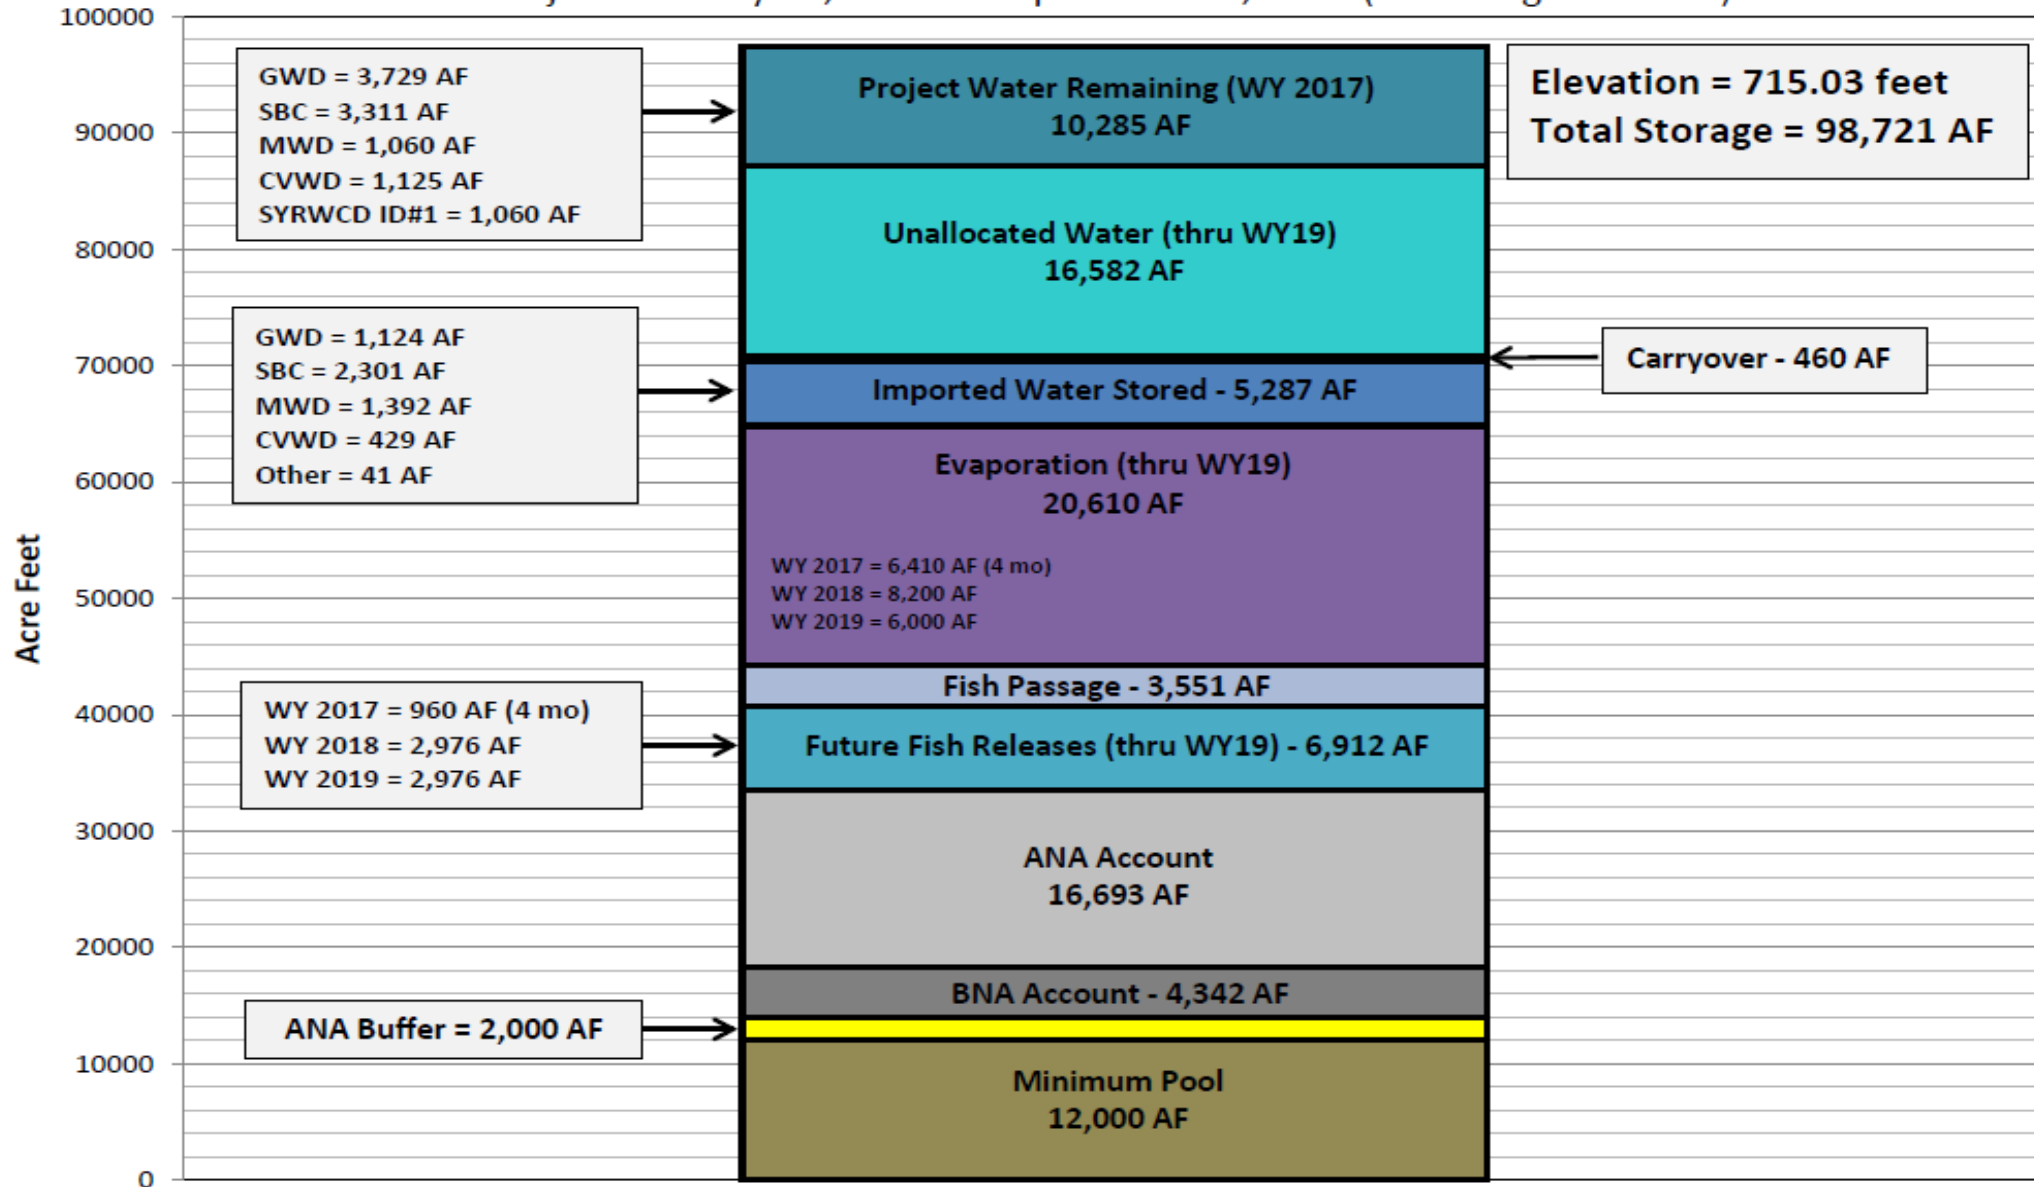 100000
90000
80000
70000
60000
50000
40000
30000
20000
10000
0
Acre Feet
GWD = 3,729 AF
SBC = 3,311 AF
MWD = 1,060 AF
CVWD = 1,125 AF
SYRWCD ID#1 = 1,060 AF
Project Water Remaining (WY 2017)
10,285 AF
Elevation = 715.03 feet
Total Storage = 98,721 AF
Unallocated Water (thru WY19)
16,582 AF
GWD = 1,124 AF
SBC = 2,301 AF
MWD = 1,392 AF
CVWD = 429 AF
Other = 41 AF
Carryover - 460 AF
Imported Water Stored - 5,287 AF
Evaporation (thru WY19)
20,610 AF
WY 2017 = 6,410 AF (4 mo)
WY 2018 = 8,200 AF
WY 2019 = 6,000 AF
Fish Passage - 3,551 AF
WY 2017 = 960 AF (4 mo)
WY 2018 = 2,976 AF
WY 2019 = 2,976 AF
Future Fish Releases (thru WY19) - 6,912 AF
ANA Account
16,693 AF
BNA Account - 4,342 AF
ANA Buffer = 2,000 AF
Minimum Pool
12,000 AF